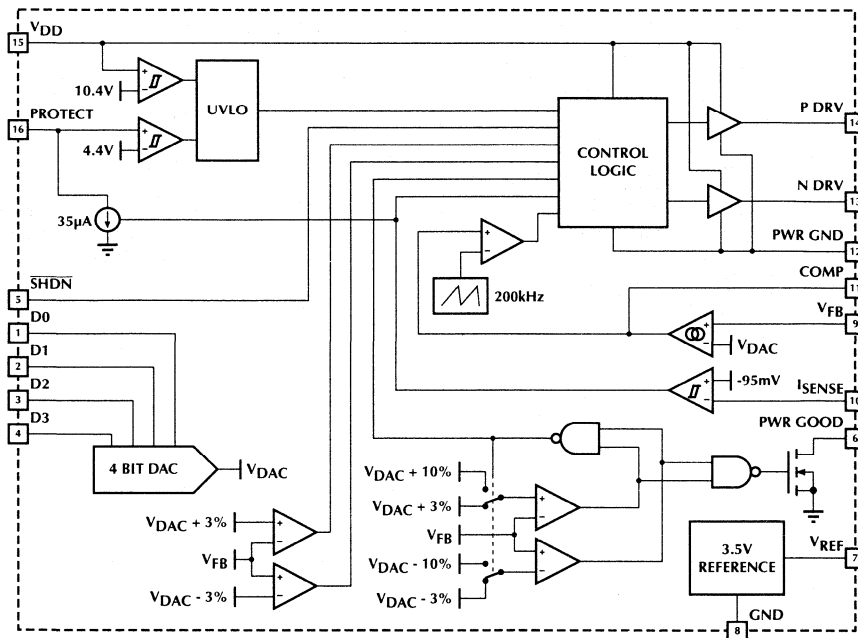 VDD
15
10.4V
+
−
UVLO
PROTECT
16
4.4V
+
−
35µA
CONTROL
LOGIC
P DRV
14
N DRV
13
PWR GND
12
+
−
200kHz
COMP
11
SHDN
5
VFB
9
+
−
VDAC
D0
1
D1
2
D2
3
D3
4
-95mV
+
−
ISENSE
10
PWR GOOD
6
4 BIT DAC
VDAC
VDAC + 3%
VFB
VDAC - 3%
+
−
+
−
VDAC + 10%
VDAC + 3%
VFB
VDAC - 10%
VDAC - 3%
+
−
+
−
3.5V
REFERENCE
VREF
7
GND
8